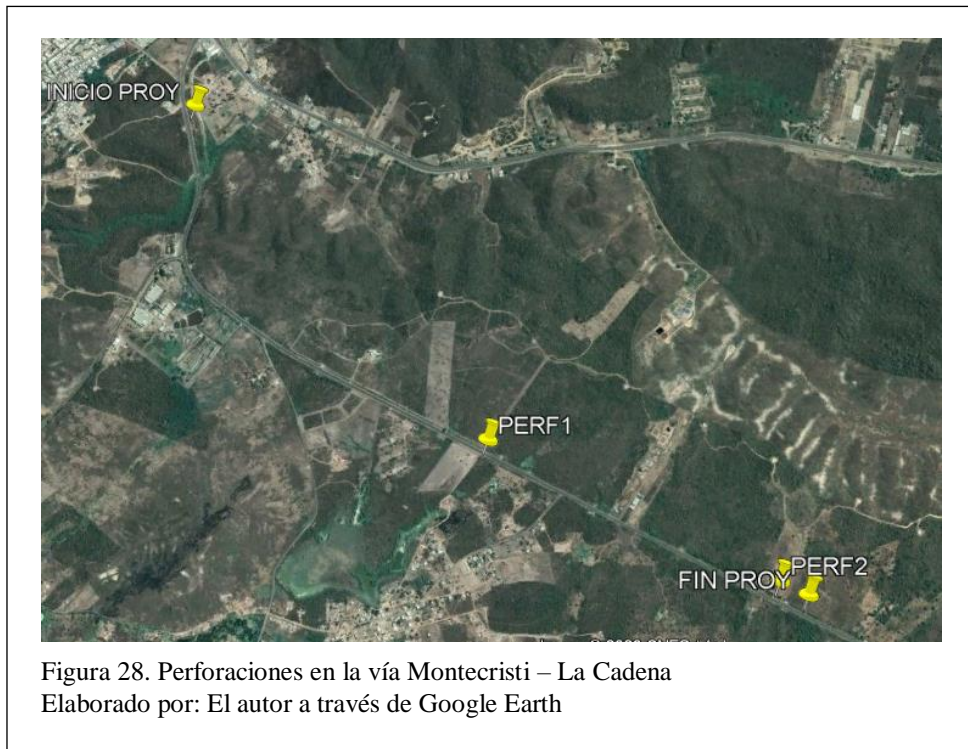 INICIO PROY
PERF1
PERF2
FIN PROY
Figura 28. Perforaciones en la vía Montecristi – La Cadena
Elaborado por: El autor a través de Google Earth